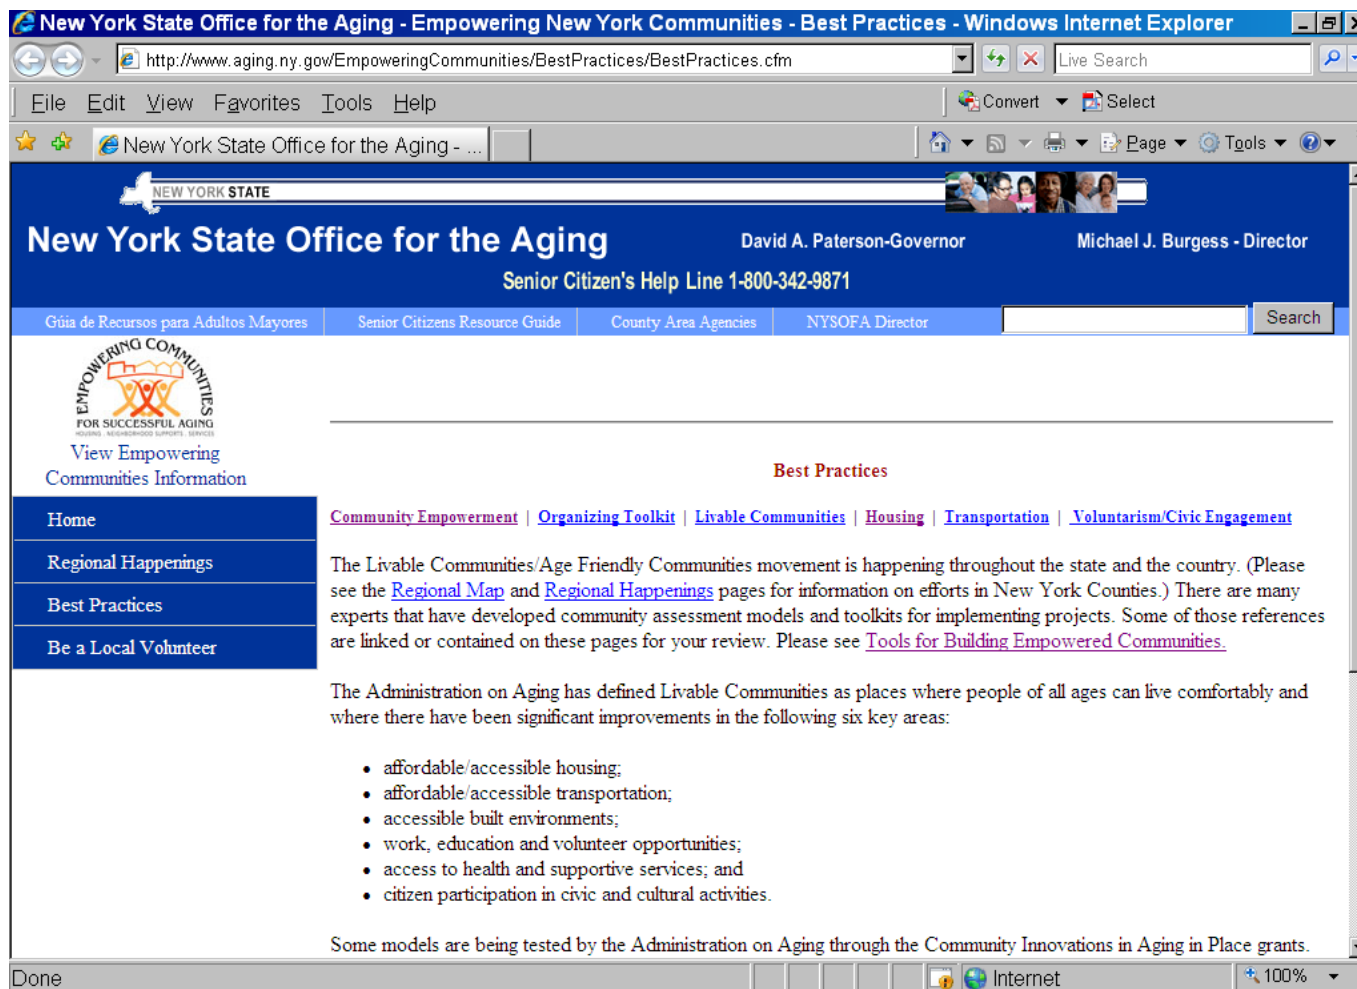 New York State Office for the Aging - Empowering New York Communities - Best Practices - Windows Internet Explorer
http://www.aging.ny.gov/EmpoweringCommunities/BestPractices/BestPractices.cfm
Live Search
File Edit View Favorites Tools Help
Convert Select
New York State Office for the Aging - ...
Page Tools
NEW YORK STATE
New York State Office for the Aging
David A. Paterson-Governor
Michael J. Burgess - Director
Senior Citizen's Help Line 1-800-342-9871
Gúia de Recursos para Adultos Mayores
Senior Citizens Resource Guide
County Area Agencies
NYSOFA Director
Search
EMPOWERING COMMUNITIES
FOR SUCCESSFUL AGING
HOUSING . NEIGHBORHOOD SUPPORTS . SERVICES
View Empowering
Communities Information
Home
Regional Happenings
Best Practices
Be a Local Volunteer
Best Practices
Community Empowerment | Organizing Toolkit | Livable Communities | Housing | Transportation | Voluntarism/Civic Engagement
The Livable Communities/Age Friendly Communities movement is happening throughout the state and the country. (Please
see the Regional Map and Regional Happenings pages for information on efforts in New York Counties.) There are many
experts that have developed community assessment models and toolkits for implementing projects. Some of those references
are linked or contained on these pages for your review. Please see Tools for Building Empowered Communities.
The Administration on Aging has defined Livable Communities as places where people of all ages can live comfortably and
where there have been significant improvements in the following six key areas:
• affordable/accessible housing;
• affordable/accessible transportation;
• accessible built environments;
• work, education and volunteer opportunities;
• access to health and supportive services; and
• citizen participation in civic and cultural activities.
Some models are being tested by the Administration on Aging through the Community Innovations in Aging in Place grants.
Done
Internet
100%